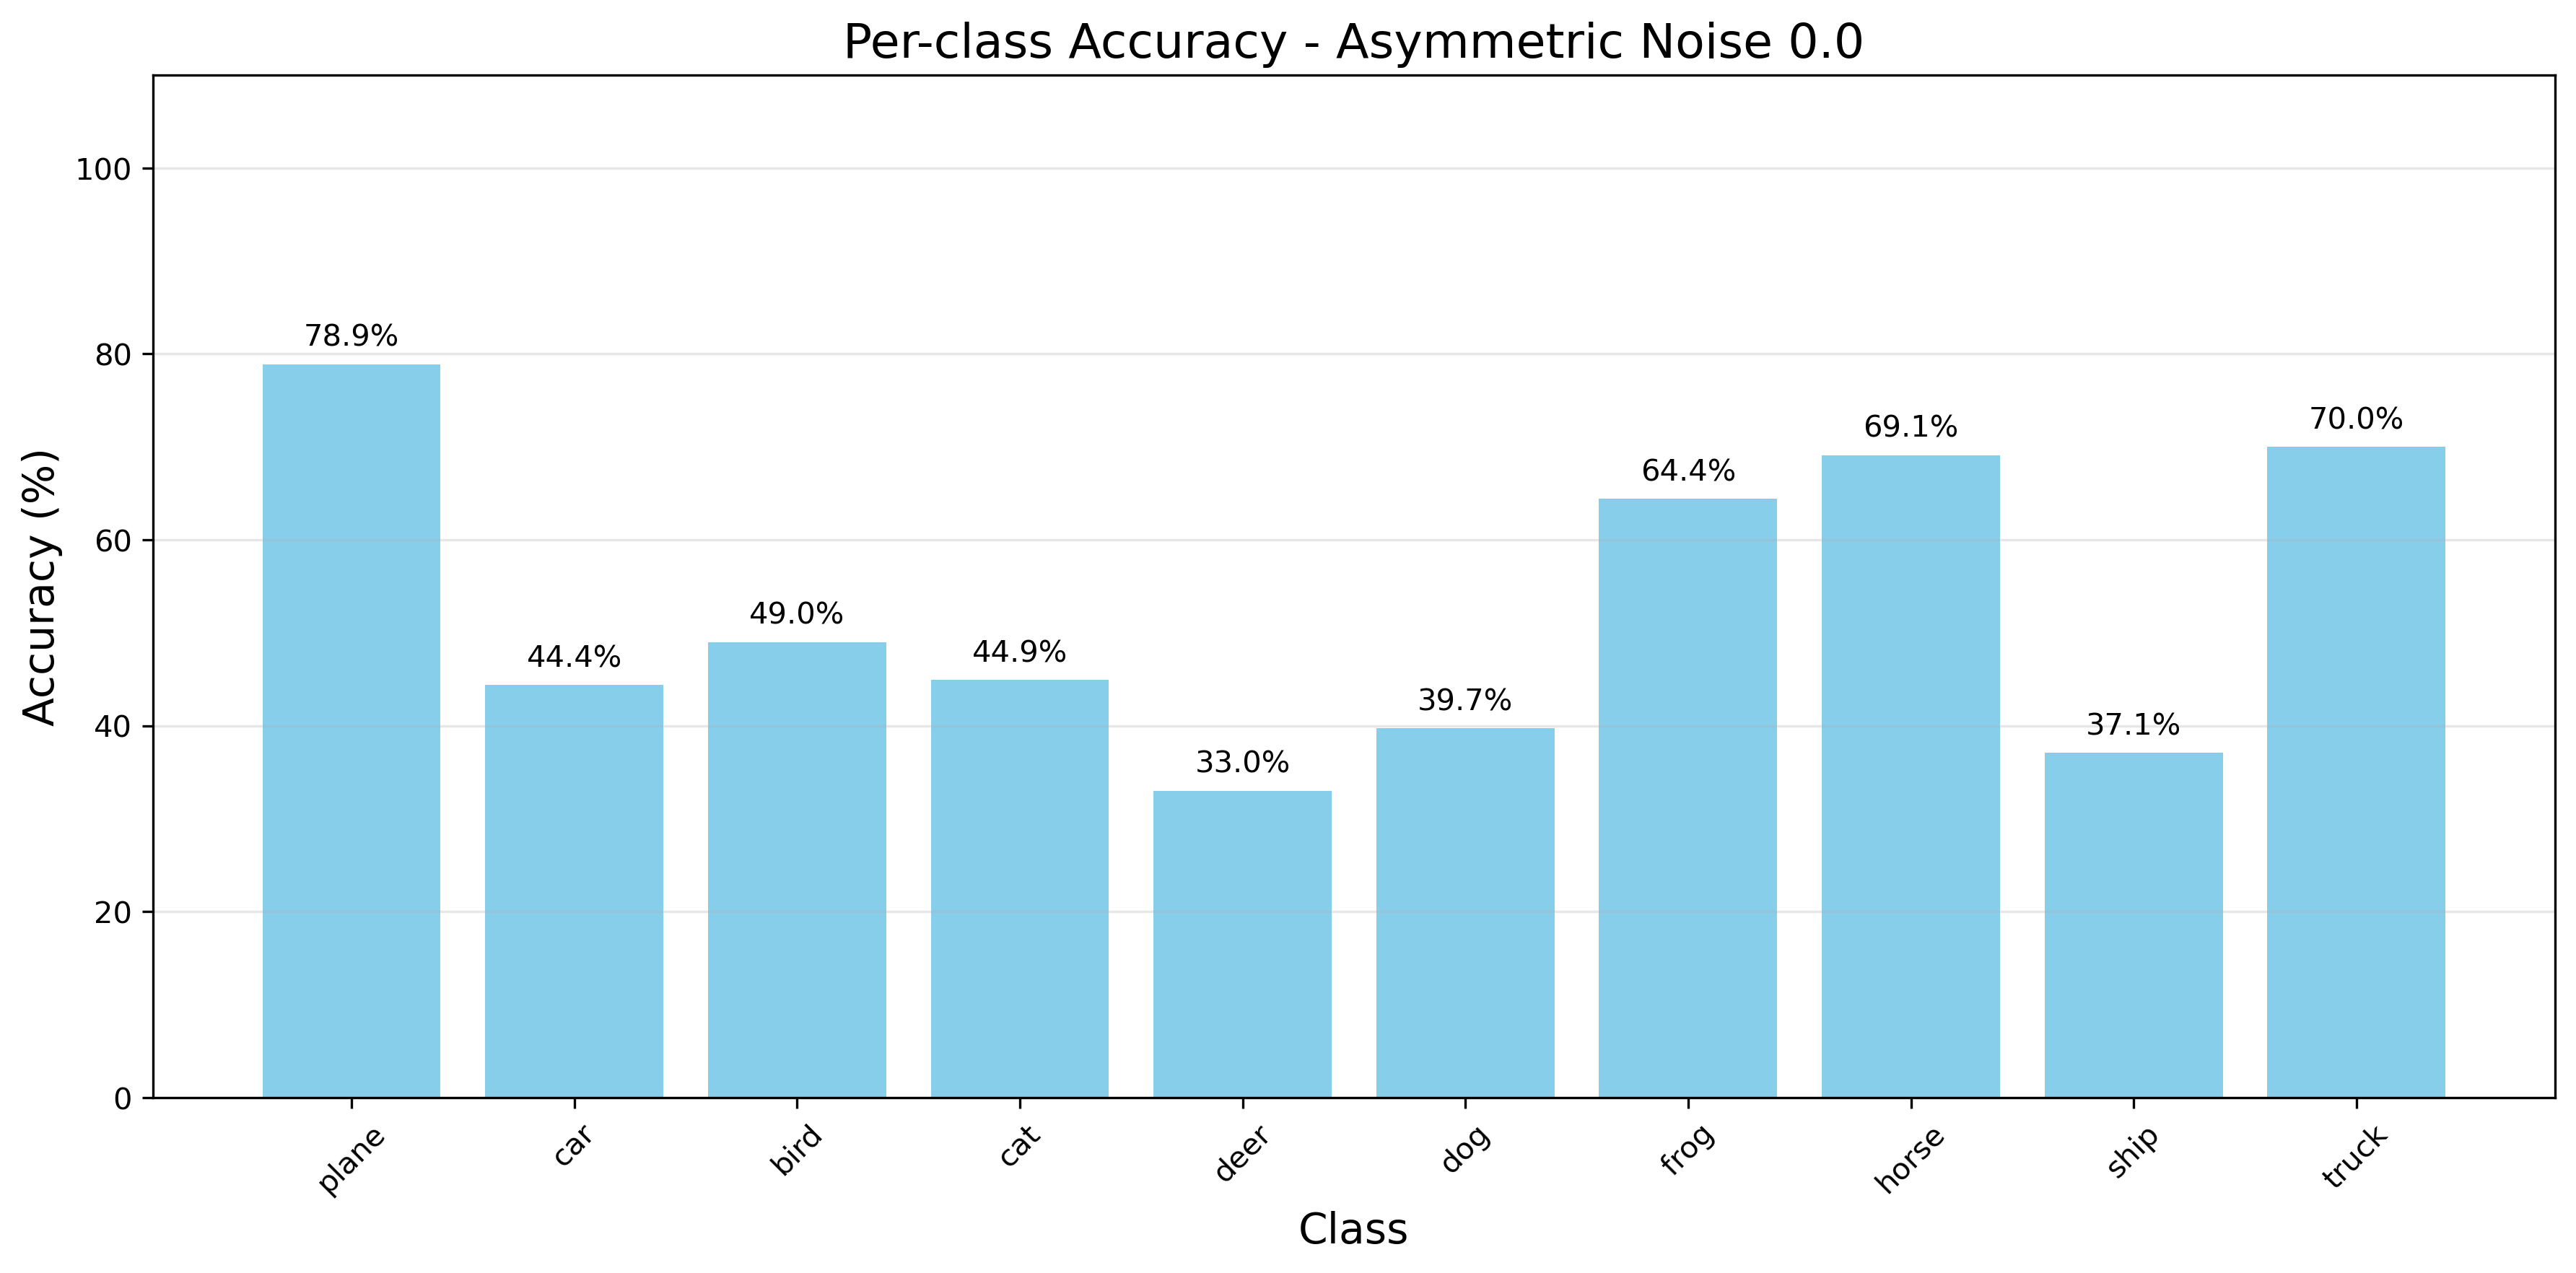 Per-class Accuracy - Asymmetric Noise 0.0
Accuracy (%)
100
80
60
40
20
0
78.9%
44.4%
49.0%
44.9%
33.0%
39.7%
64.4%
69.1%
37.1%
70.0%
plane
car
bird
cat
deer
dog
frog
horse
ship
truck
Class